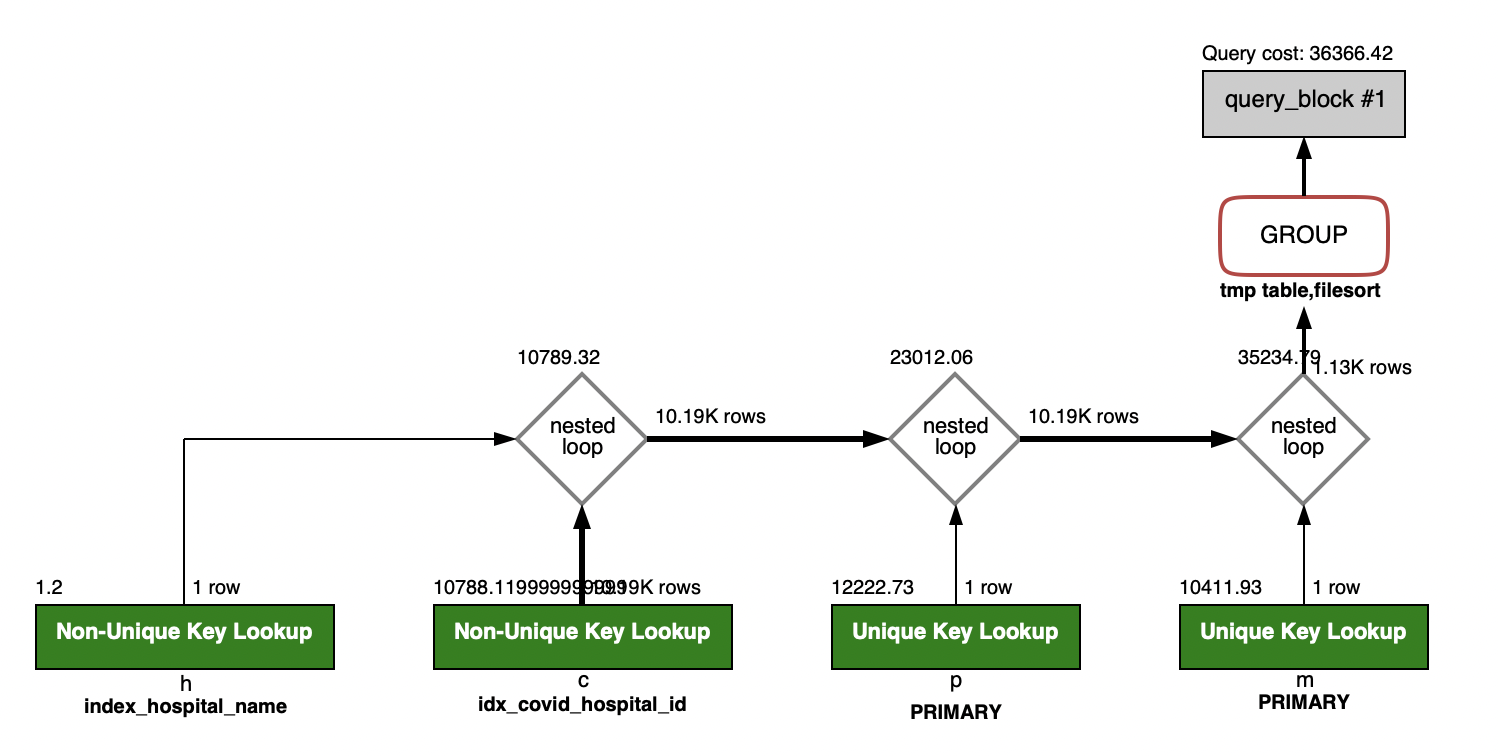 Query cost: 36366.42
query_block #1
GROUP
tmp table,filesort
10789.32
23012.06
35234.79
1.13K rows
nested
loop
10.19K rows
nested
loop
10.19K rows
nested
loop
1.2
1 row
10788.119999999999
10.19K rows
12222.73
1 row
10411.93
1 row
Non-Unique Key Lookup
Non-Unique Key Lookup
Unique Key Lookup
Unique Key Lookup
h
index_hospital_name
c
idx_covid_hospital_id
p
PRIMARY
m
PRIMARY